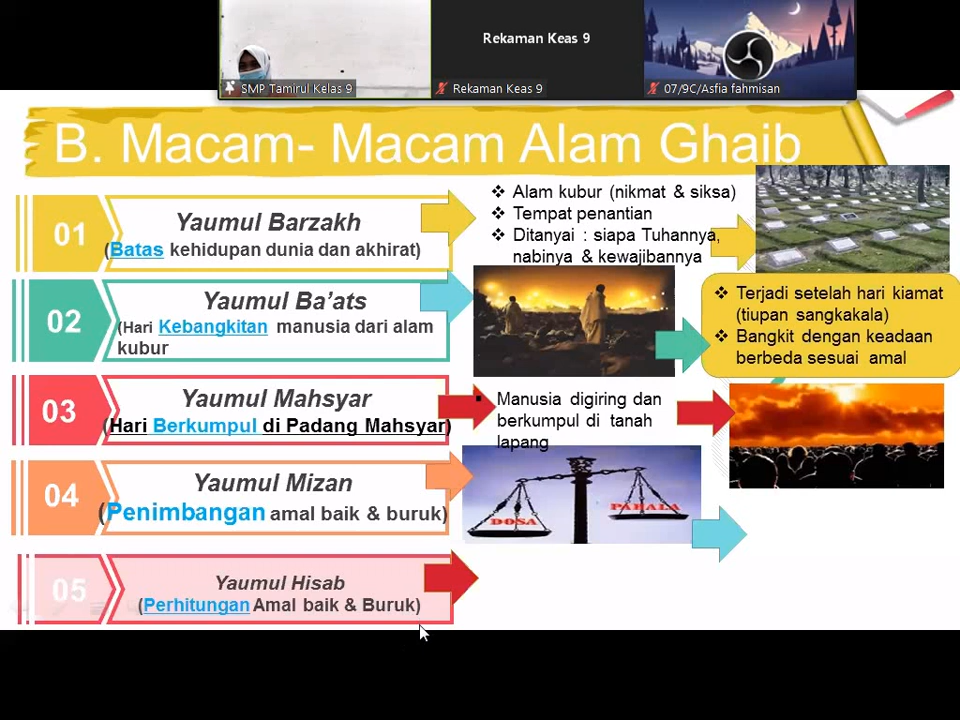 Rekaman Keas 9
SMP Tamirul Kelas 9
Rekaman Keas 9
07/9C/Asfia fahmisan
B. Macam- Macam Alam Ghaib
01
Yaumul Barzakh
(Batas kehidupan dunia dan akhirat)
❖ Alam kubur (nikmat & siksa)
❖ Tempat penantian
❖ Ditanyai : siapa Tuhannya,
nabinya & kewajibannya
02
Yaumul Ba’ats
(Hari Kebangkitan manusia dari alam
kubur
❖ Terjadi setelah hari kiamat
(tiupan sangkakala)
❖ Bangkit dengan keadaan
berbeda sesuai amal
03
Yaumul Mahsyar
(Hari Berkumpul di Padang Mahsyar)
▪ Manusia digiring dan
berkumpul di tanah
lapang
04
Yaumul Mizan
(Penimbangan amal baik & buruk)
DOSA
PAHALA
05
Yaumul Hisab
(Perhitungan Amal baik & Buruk)